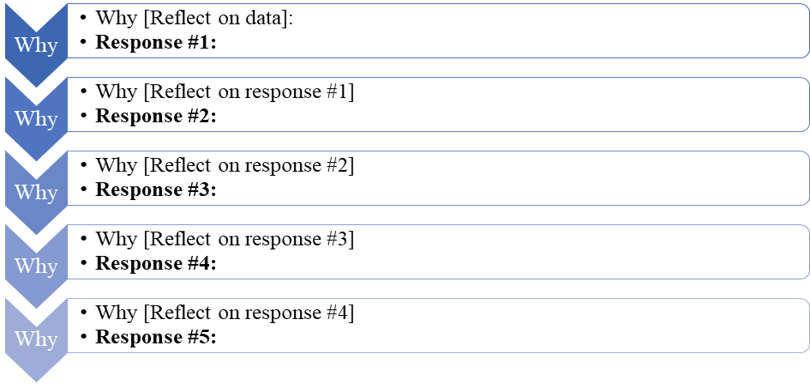 Why
• Why [Reflect on data]:
• Response #1:
Why
• Why [Reflect on response #1]
• Response #2:
Why
• Why [Reflect on response #2]
• Response #3:
Why
• Why [Reflect on response #3]
• Response #4:
Why
• Why [Reflect on response #4]
• Response #5: